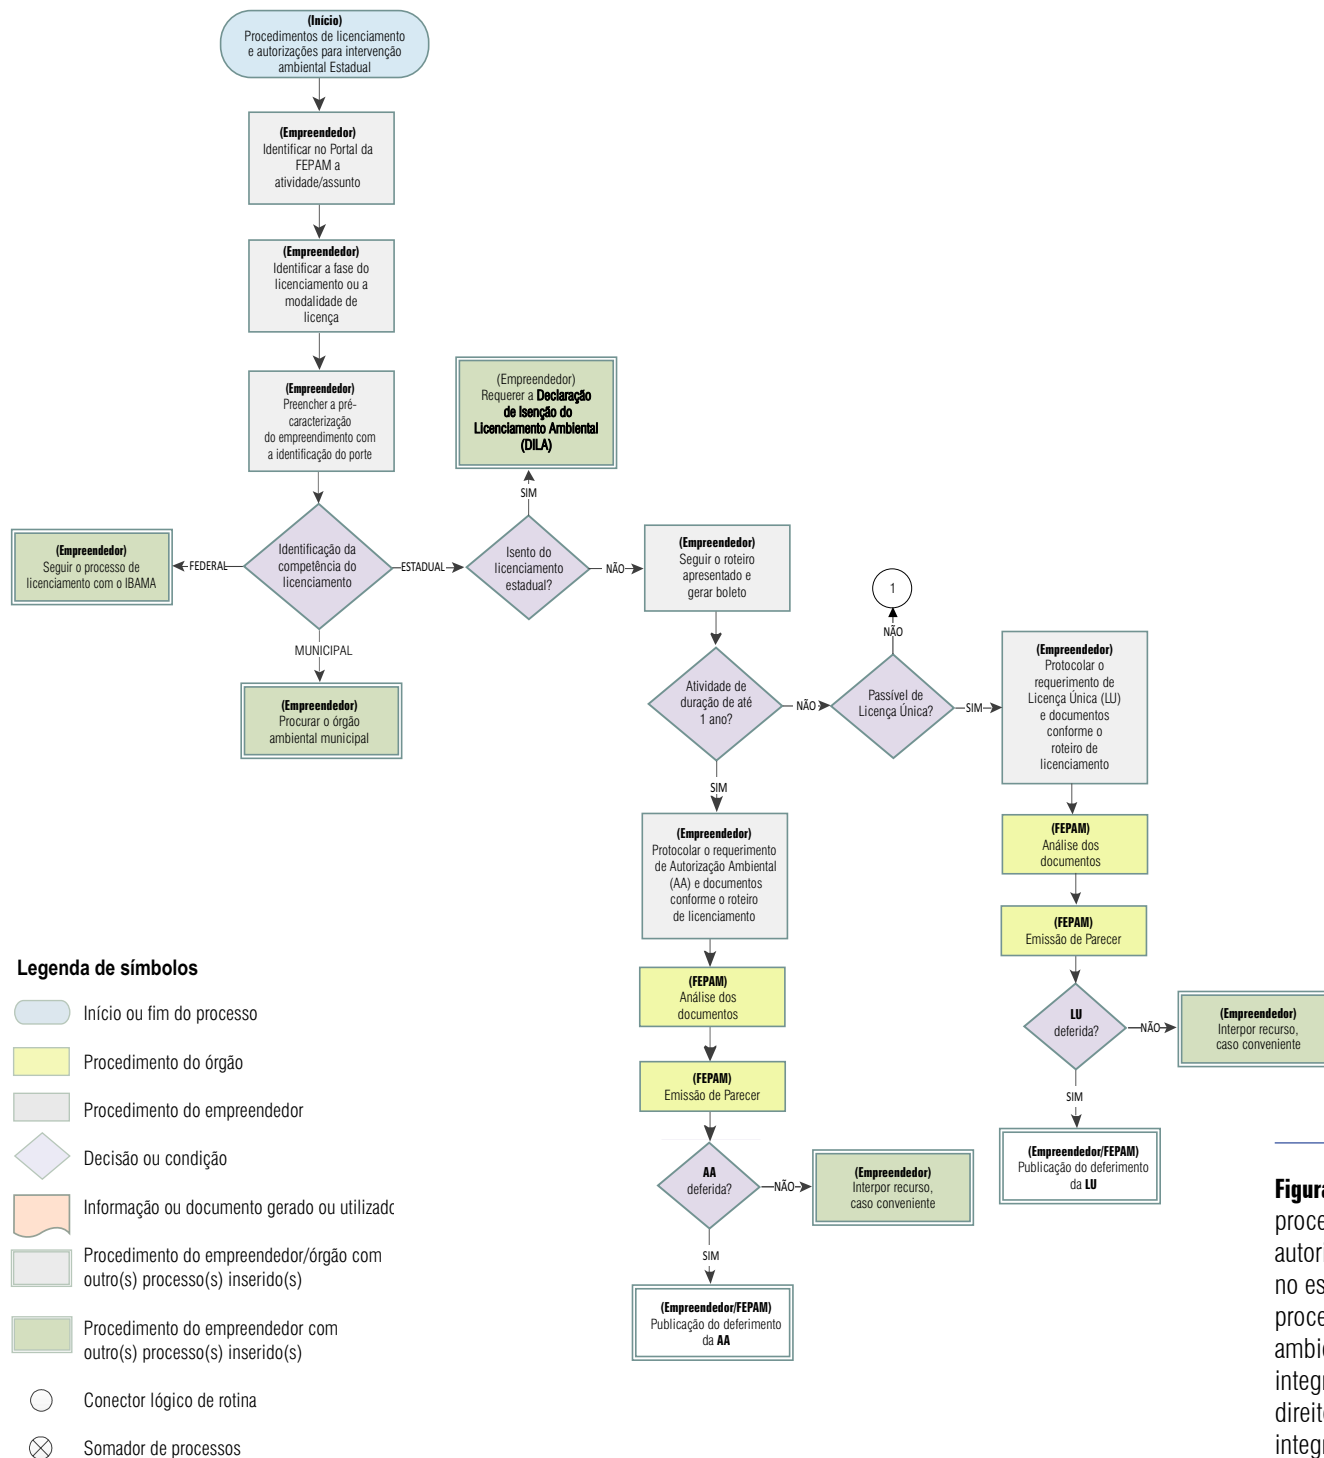 (Início)
Procedimentos de licenciamento
e autorizações para intervenção
ambiental Estadual
(Empreendedor)
Identificar no Portal da
FEPAM a
atividade/assunto
(Empreendedor)
Identificar a fase do
licenciamento ou a
modalidade de
licença
(Empreendedor)
Preencher a pré-
caracterização
do empreendimento com
a identificação do porte
(Empreendedor)
Requerer a Declaração
de Isenção do
Licenciamento Ambiental
(DILA)
SIM
(Empreendedor)
Seguir o processo de
licenciamento com o IBAMA
FEDERAL
Identificação da
competência do
licenciamento
ESTADUAL
Isento do
licenciamento
estadual?
NÃO
(Empreendedor)
Seguir o roteiro
apresentado e
gerar boleto
MUNICIPAL
(Empreendedor)
Procurar o órgão
ambiental municipal
1
NÃO
Atividade de
duração de até
1 ano?
NÃO
Passível de
Licença Única?
SIM
(Empreendedor)
Protocolar o
requerimento de
Licença Única (LU)
e documentos
conforme o
roteiro de
licenciamento
SIM
(Empreendedor)
Protocolar o requerimento
de Autorização Ambiental
(AA) e documentos
conforme o roteiro
de licenciamento
(FEPAM)
Análise dos
documentos
(FEPAM)
Emissão de Parecer
LU
deferida?
NÃO
(Empreendedor)
Interpor recurso,
caso conveniente
SIM
(Empreendedor/FEPAM)
Publicação do deferimento
da LU
(FEPAM)
Análise dos
documentos
(FEPAM)
Emissão de Parecer
AA
deferida?
NÃO
(Empreendedor)
Interpor recurso,
caso conveniente
SIM
(Empreendedor/FEPAM)
Publicação do deferimento
da AA
Legenda de símbolos
Início ou fim do processo
Procedimento do órgão
Procedimento do empreendedor
Decisão ou condição
Informação ou documento gerado ou utilizado
Procedimento do empreendedor/órgão com
outro(s) processo(s) inserido(s)
Procedimento do empreendedor com
outro(s) processo(s) inserido(s)
Conector lógico de rotina
Somador de processos